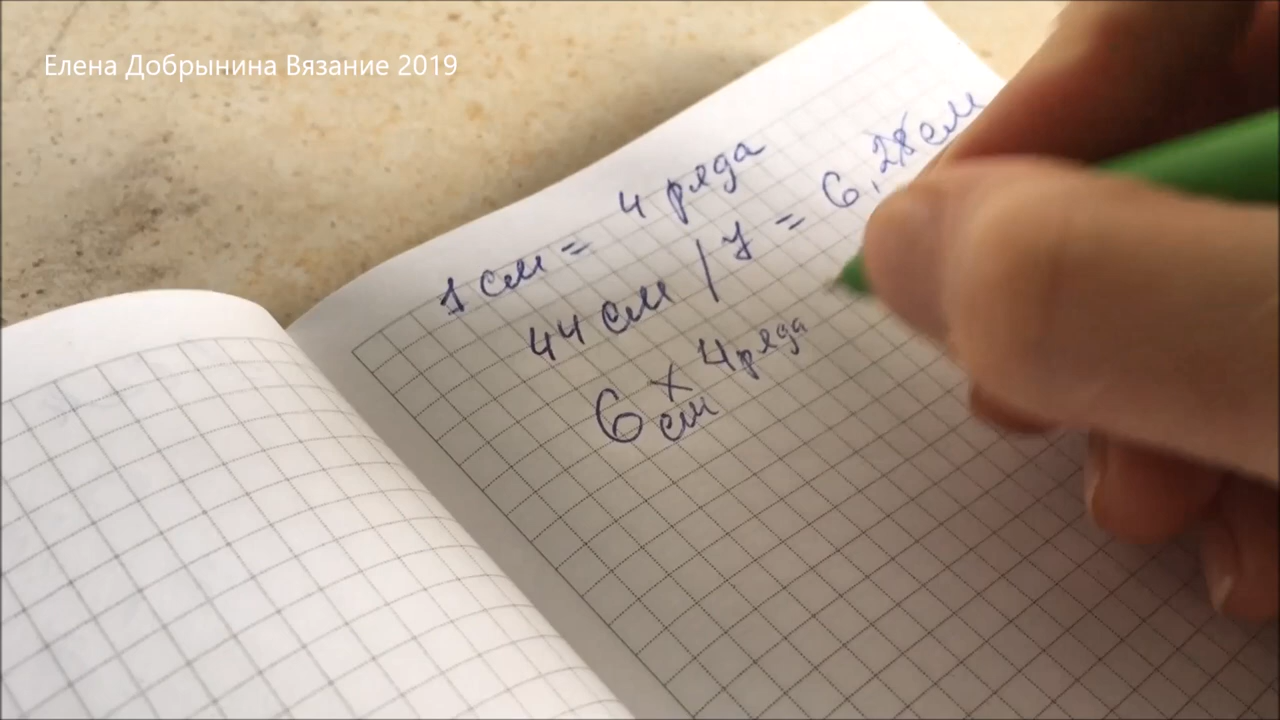 Елена Добрынина Вязание 2019
1 см = 4 ряда
44 см / 7 = 6,28 см
6 см х 4 ряда